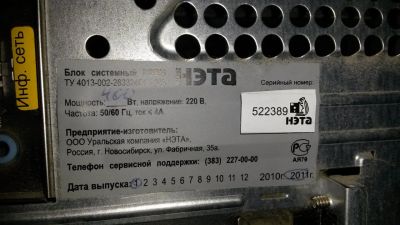 Инф. сеть
Блок системный НЭТА
ТУ 4013-002-
Серийный номер:
Мощность Вт, напряжение: 220 В,
Частота: 50/60 Гц, ток < 4А
522389
НЭТА
Предприятие-изготовитель:
ООО Уральская компания «НЭТА»,
Россия, г. Новосибирск, ул. Фабричная, 35а.
Телефон сервисной поддержки: (383) 227-00-00
АЯ79
Дата выпуска: 1 2 3 4 5 6 7 8 9 10 11 12 2010г. 2011г.